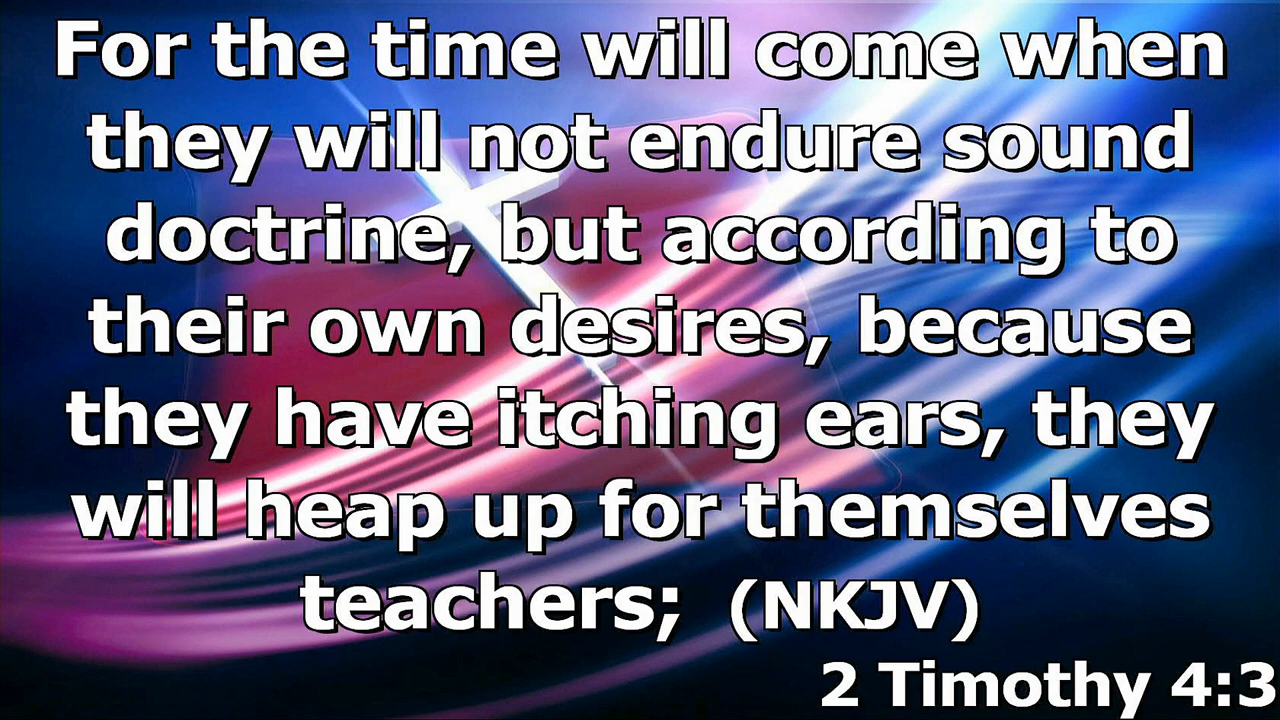 For the time will come when
they will not endure sound
doctrine, but according to
their own desires, because
they have itching ears, they
will heap up for themselves
teachers; (NKJV)
2 Timothy 4:3